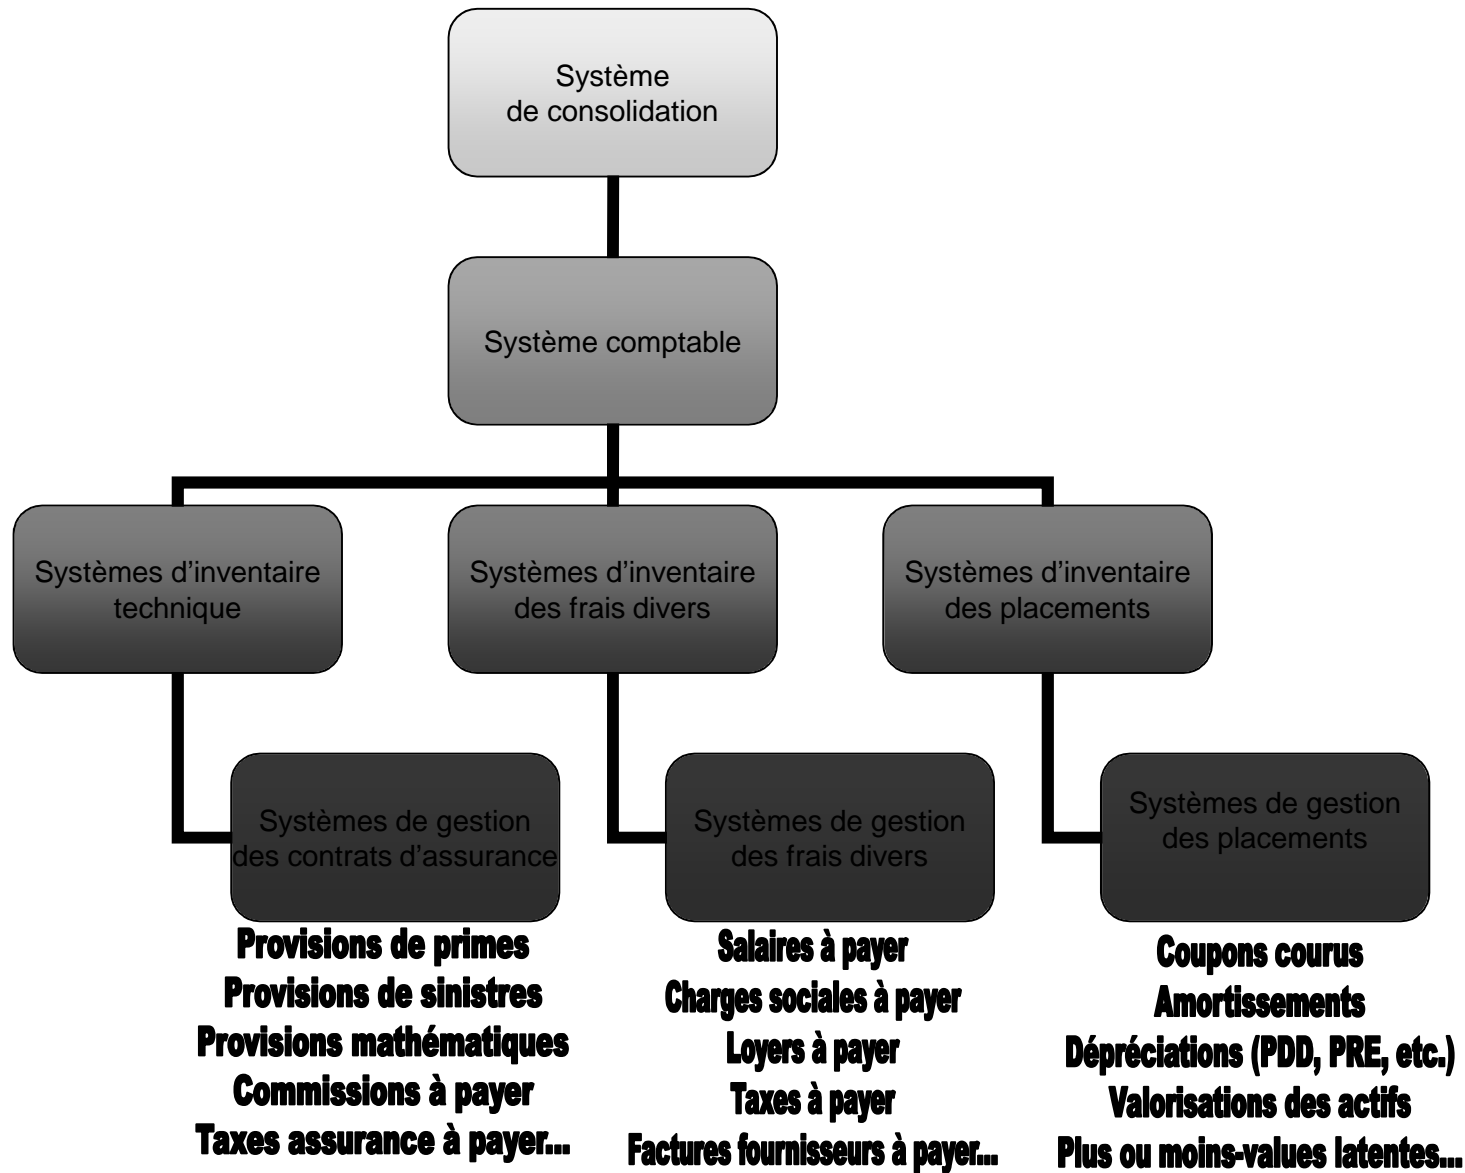 Système
de consolidation
Système comptable
Systèmes d’inventaire
technique
Systèmes d’inventaire
des frais divers
Systèmes d’inventaire
des placements
Systèmes de gestion
des contrats d’assurance
Systèmes de gestion
des frais divers
Systèmes de gestion
des placements
Provisions de primes
Provisions de sinistres
Provisions mathématiques
Commissions à payer
Taxes assurance à payer...
Salaires à payer
Charges sociales à payer
Loyers à payer
Taxes à payer
Factures fournisseurs à payer...
Coupons courus
Amortissements
Dépréciations (PDD, PRE, etc.)
Valorisations des actifs
Plus ou moins-values latentes...